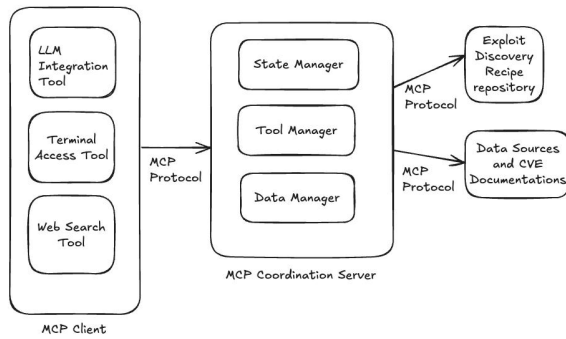 LLM
Integration
Tool
Terminal
Access Tool
Web Search
Tool
MCP Client
MCP
Protocol
State Manager
Tool Manager
Data Manager
MCP Coordination Server
MCP
Protocol
Exploit
Discovery
Recipe
repository
MCP
Protocol
Data Sources
and CVE
Documentations